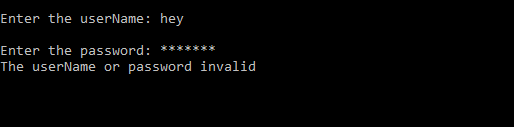 Enter the userName: hey
Enter the password: *******
The userName or password invalid